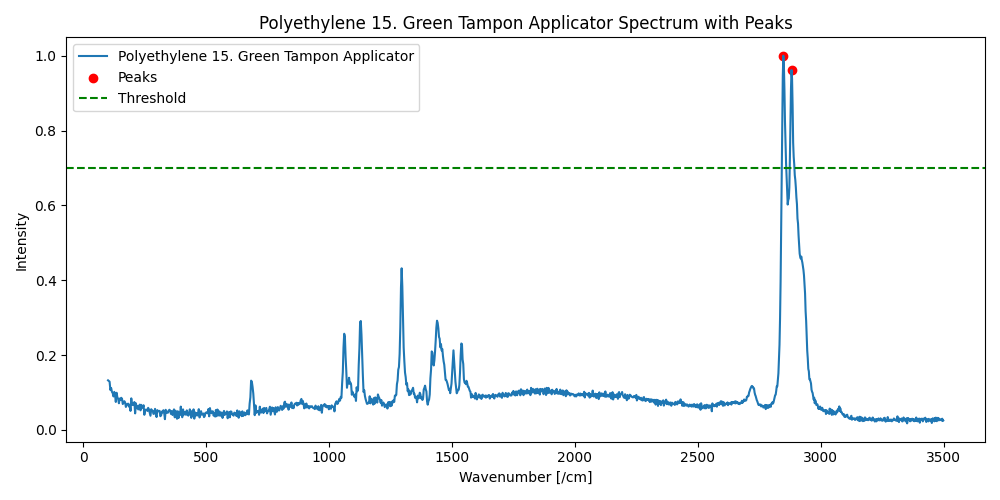 Polyethylene 15. Green Tampon Applicator Spectrum with Peaks
Polyethylene 15. Green Tampon Applicator
Peaks
Threshold
1.0
0.8
0.6
0.4
0.2
0.0
Intensity
0 500 1000 1500 2000 2500 3000 3500
Wavenumber [/cm]